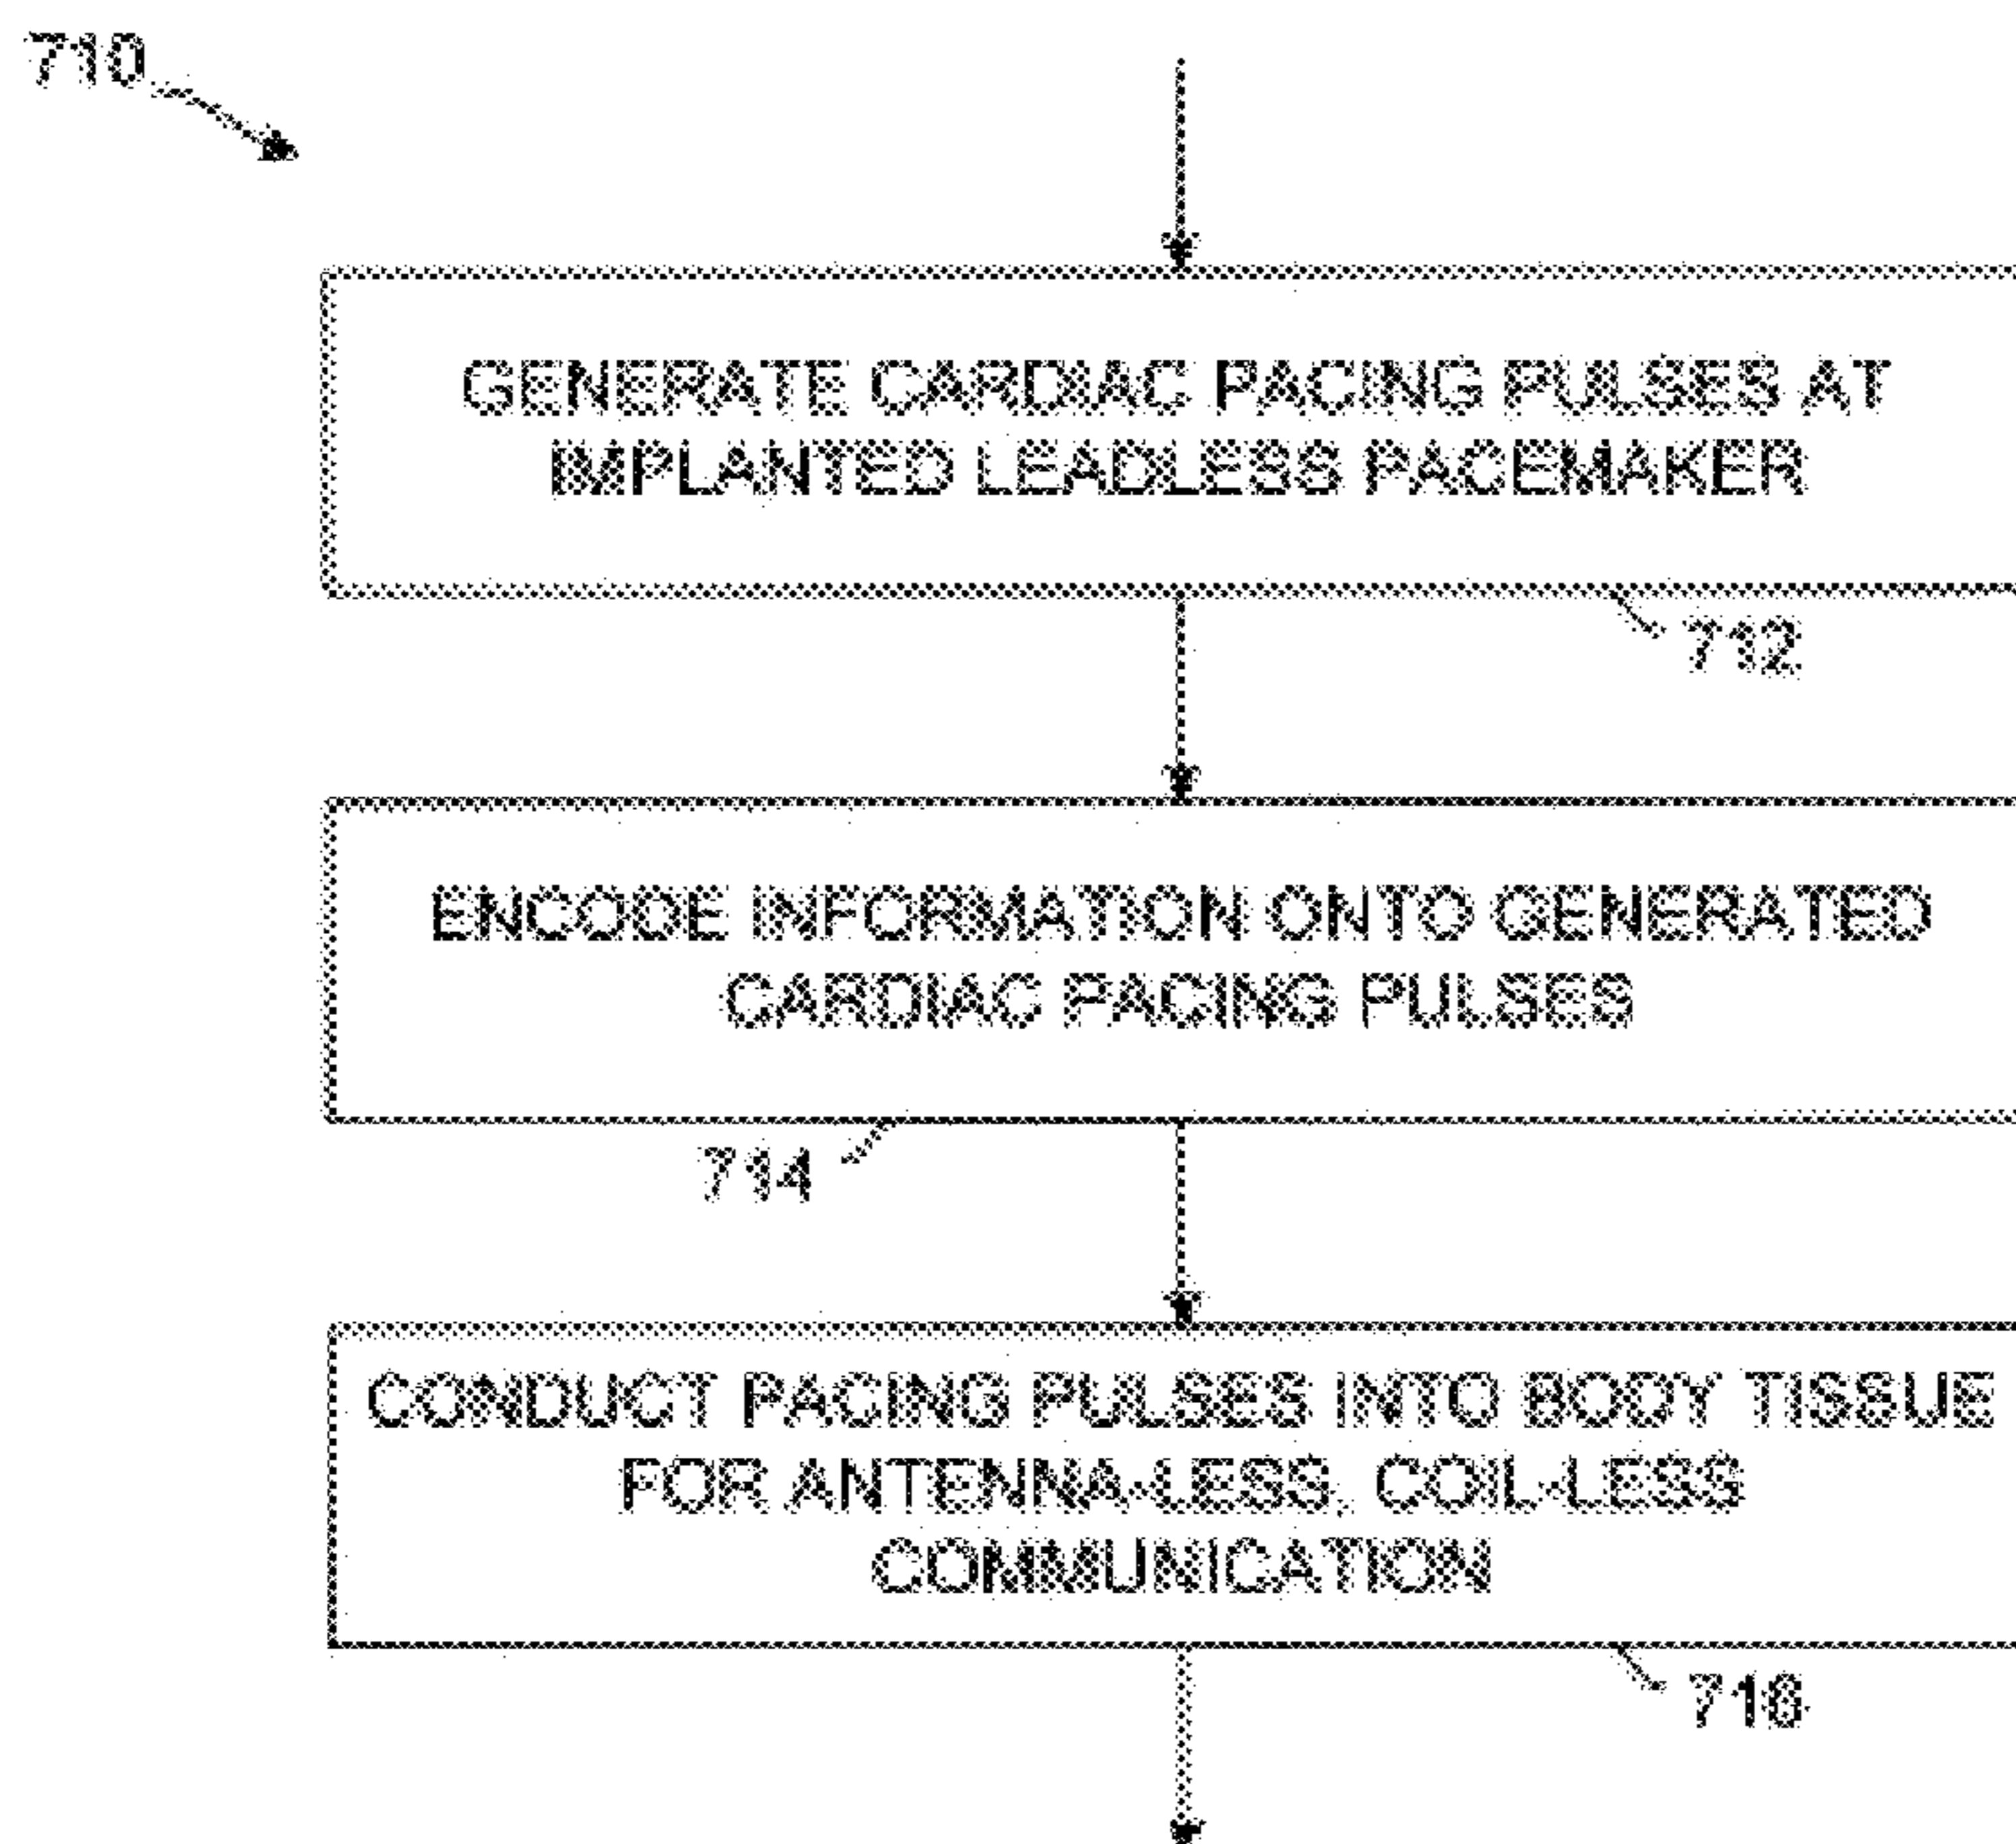 710
GENERATE CARDIAC PACING PULSES AT
IMPLANTED LEADLESS PACEMAKER
712
ENCODE INFORMATION ONTO GENERATED
CARDIAC PACING PULSES
714
CONDUCT PACING PULSES INTO BODY TISSUE
FOR ANTENNA-LESS, COIL-LESS
COMMUNICATION
716